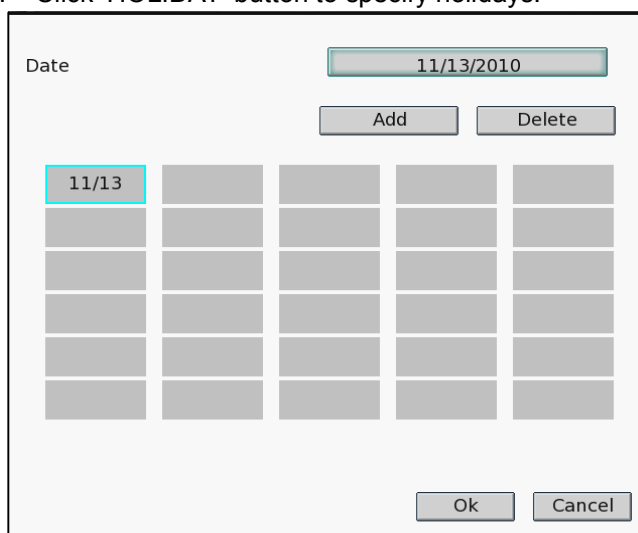 Click "HOLIDAY" button to specify holidays.
Date 11/13/2010
Add Delete
11/13
Ok Cancel